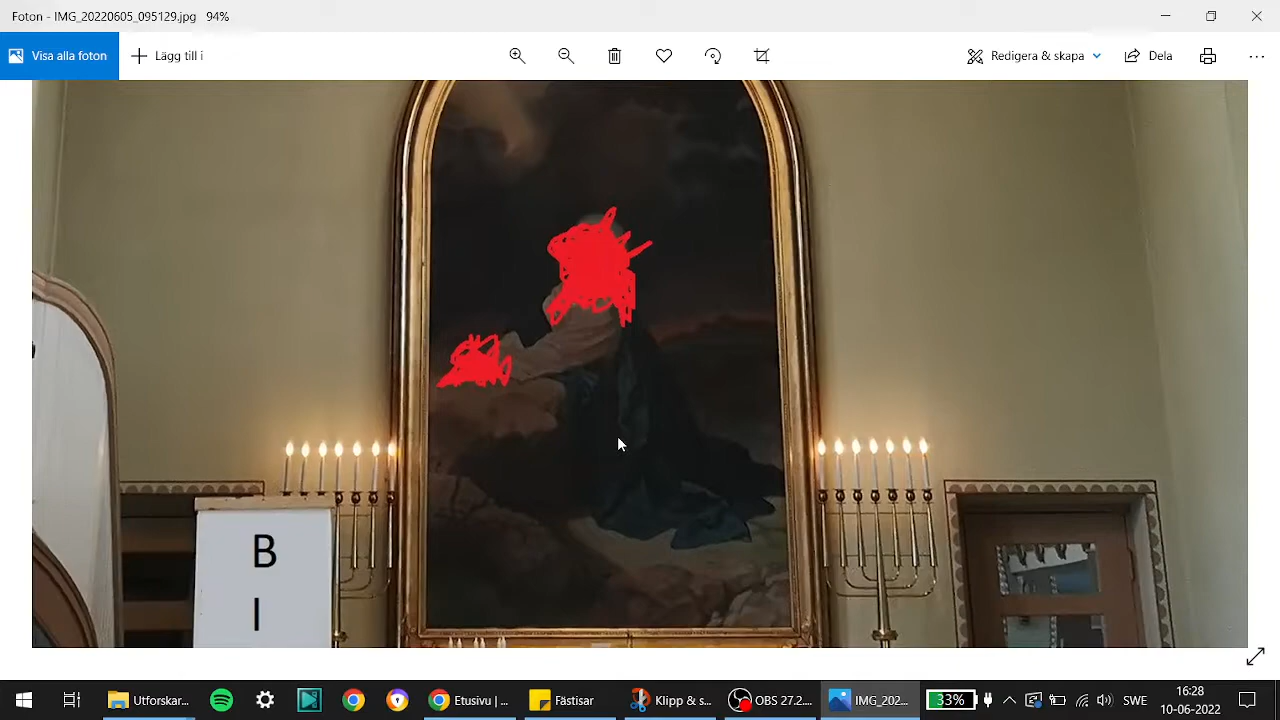 Foton - IMG_20220605_095129.jpg 94%
Visa alla foton
Lägg till i
Redigera & skapa
Dela
B
I
Utforskar...
Etusivu | ...
Fästisar
Klipp & s...
OBS 27.2....
IMG_202...
33%
SWE
16:28
10-06-2022